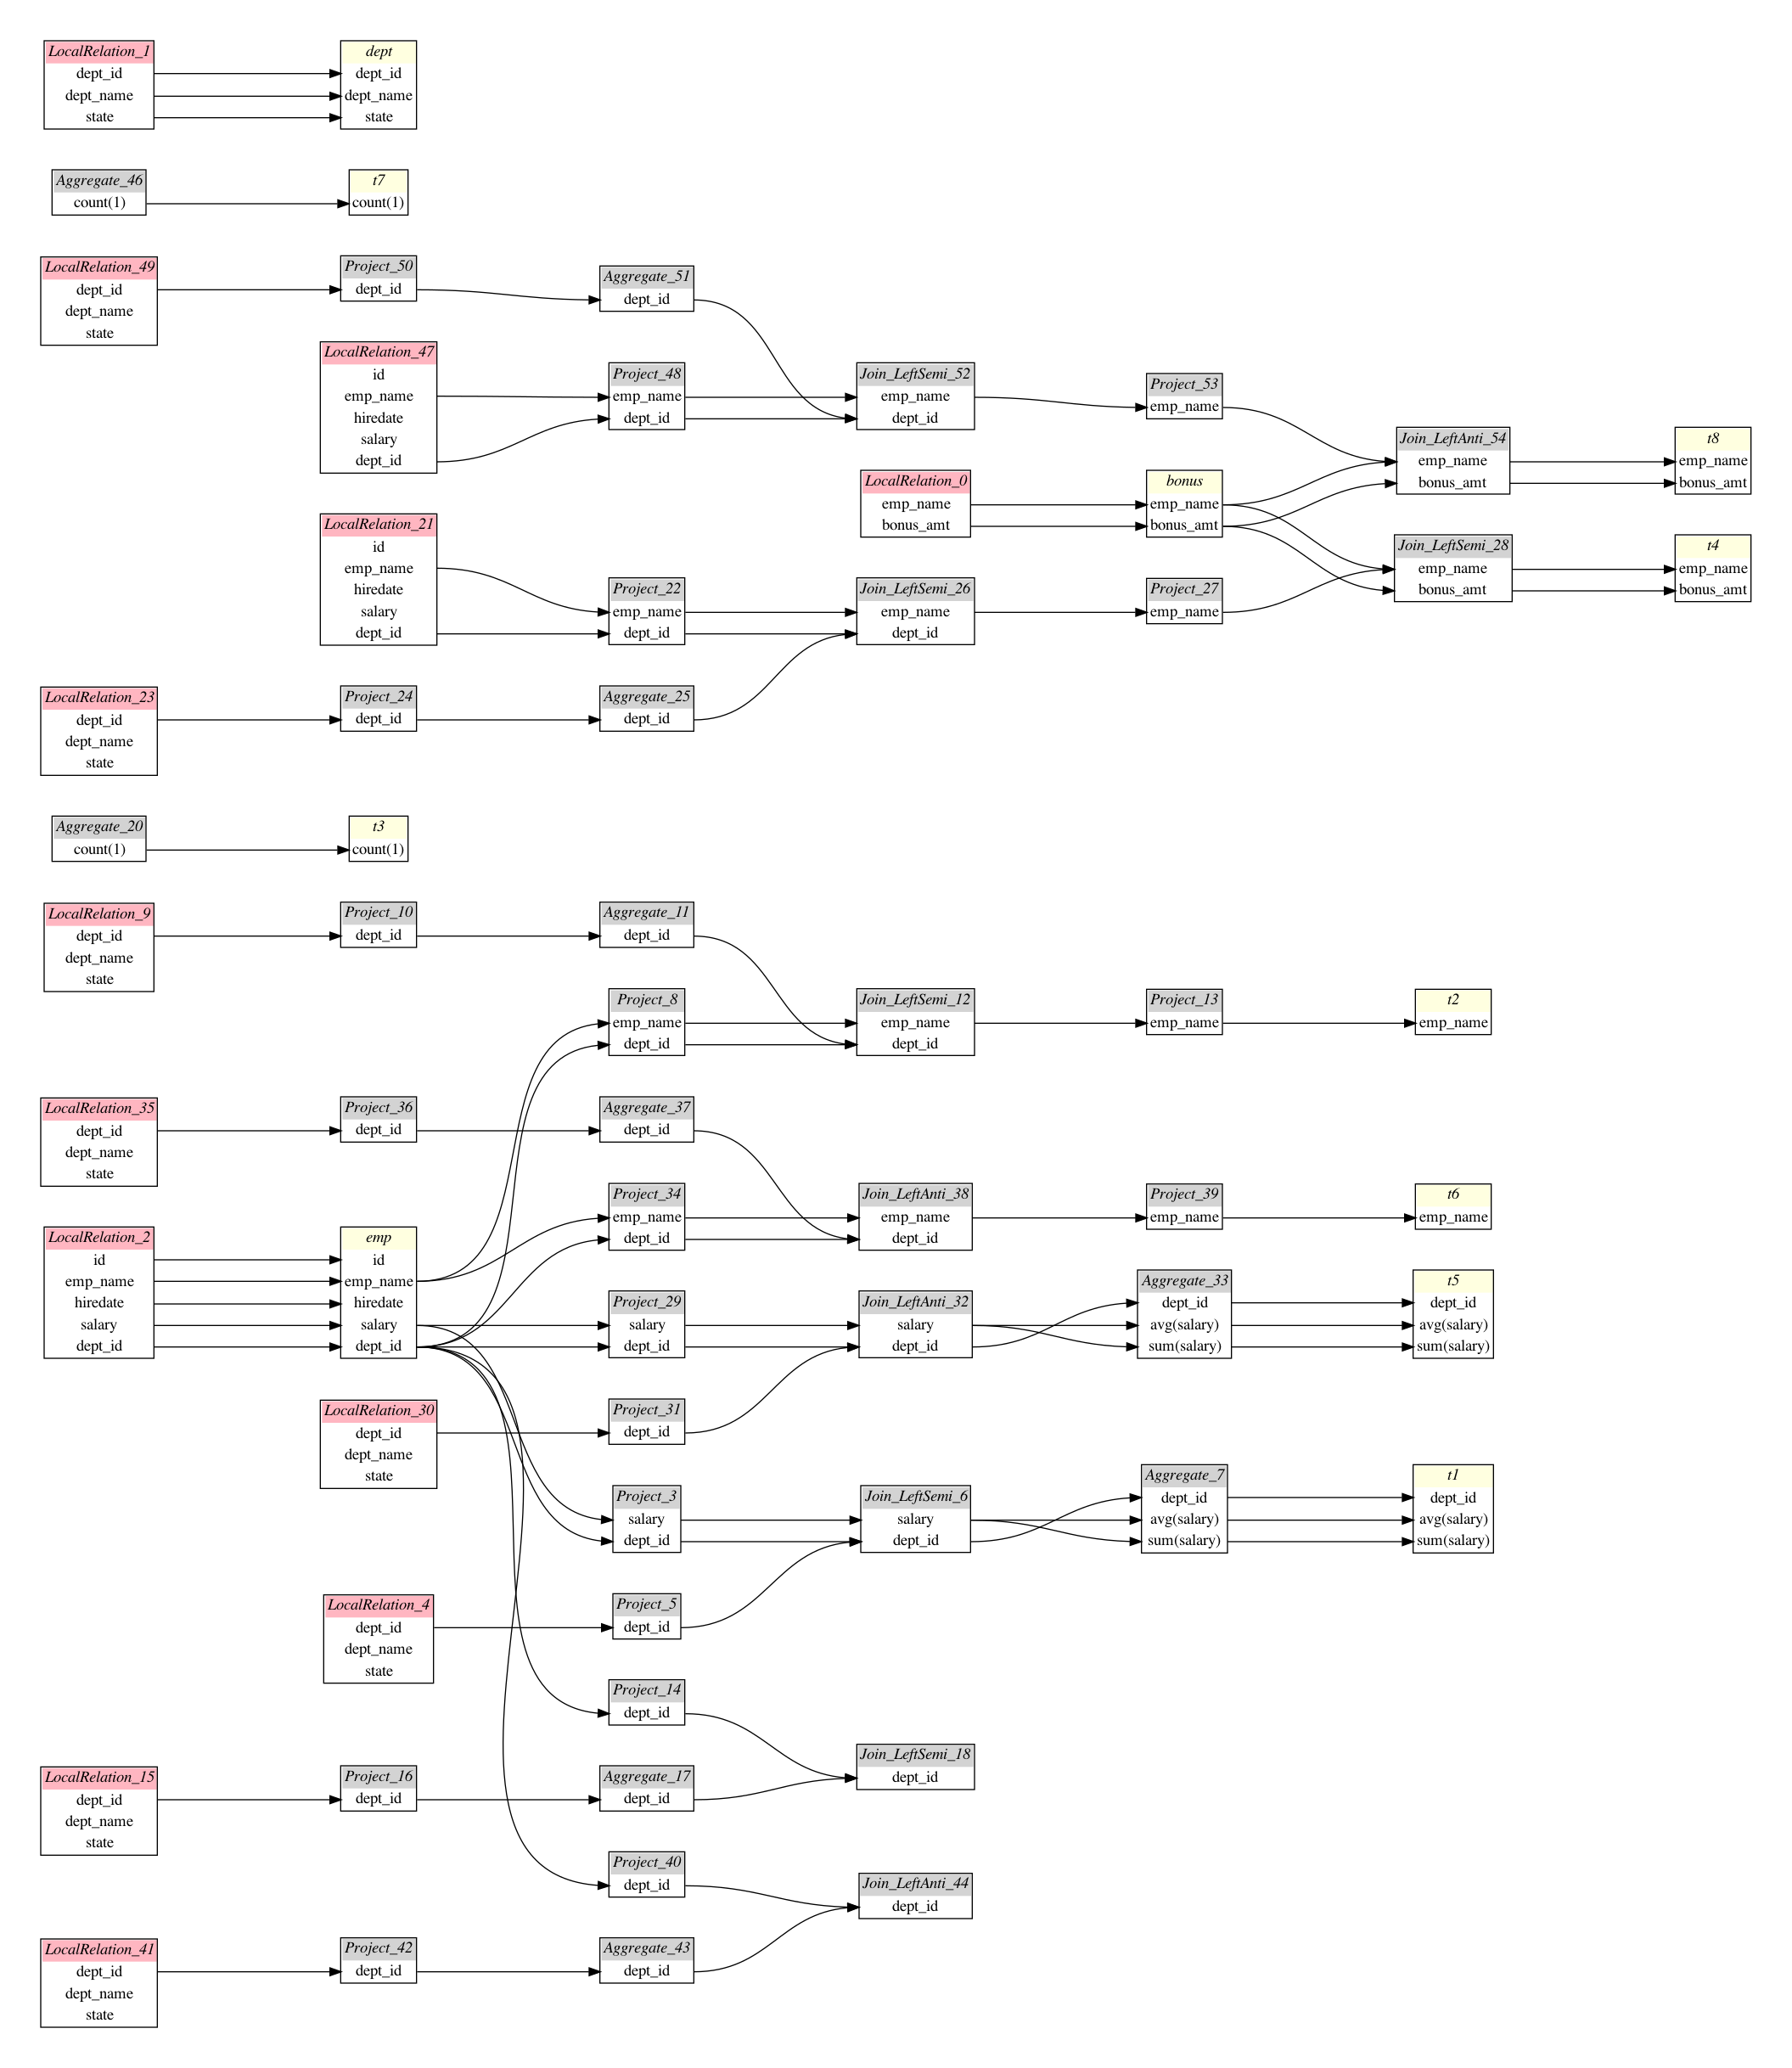 LocalRelation_1
dept_id
dept_name
state
dept
dept_id
dept_name
state
Aggregate_46
count(1)
t7
count(1)
LocalRelation_49
dept_id
dept_name
state
Project_50
dept_id
Aggregate_51
dept_id
LocalRelation_47
id
emp_name
hiredate
salary
dept_id
Project_48
emp_name
dept_id
Join_LeftSemi_52
emp_name
dept_id
Project_53
emp_name
Join_LeftAnti_54
emp_name
bonus_amt
t8
emp_name
bonus_amt
LocalRelation_0
emp_name
bonus_amt
bonus
emp_name
bonus_amt
LocalRelation_21
id
emp_name
hiredate
salary
dept_id
Project_22
emp_name
dept_id
Join_LeftSemi_26
emp_name
dept_id
Project_27
emp_name
Join_LeftSemi_28
emp_name
bonus_amt
t4
emp_name
bonus_amt
LocalRelation_23
dept_id
dept_name
state
Project_24
dept_id
Aggregate_25
dept_id
Aggregate_20
count(1)
t3
count(1)
LocalRelation_9
dept_id
dept_name
state
Project_10
dept_id
Aggregate_11
dept_id
Project_8
emp_name
dept_id
Join_LeftSemi_12
emp_name
dept_id
Project_13
emp_name
t2
emp_name
LocalRelation_35
dept_id
dept_name
state
Project_36
dept_id
Aggregate_37
dept_id
Project_34
emp_name
dept_id
Join_LeftAnti_38
emp_name
dept_id
Project_39
emp_name
t6
emp_name
LocalRelation_2
id
emp_name
hiredate
salary
dept_id
emp
id
emp_name
hiredate
salary
dept_id
Project_29
salary
dept_id
Join_LeftAnti_32
salary
dept_id
Aggregate_33
dept_id
avg(salary)
sum(salary)
t5
dept_id
avg(salary)
sum(salary)
LocalRelation_30
dept_id
dept_name
state
Project_31
dept_id
Project_3
salary
dept_id
Join_LeftSemi_6
salary
dept_id
Aggregate_7
dept_id
avg(salary)
sum(salary)
t1
dept_id
avg(salary)
sum(salary)
LocalRelation_4
dept_id
dept_name
state
Project_5
dept_id
Project_14
dept_id
Join_LeftSemi_18
dept_id
LocalRelation_15
dept_id
dept_name
state
Project_16
dept_id
Aggregate_17
dept_id
Project_40
dept_id
Join_LeftAnti_44
dept_id
LocalRelation_41
dept_id
dept_name
state
Project_42
dept_id
Aggregate_43
dept_id